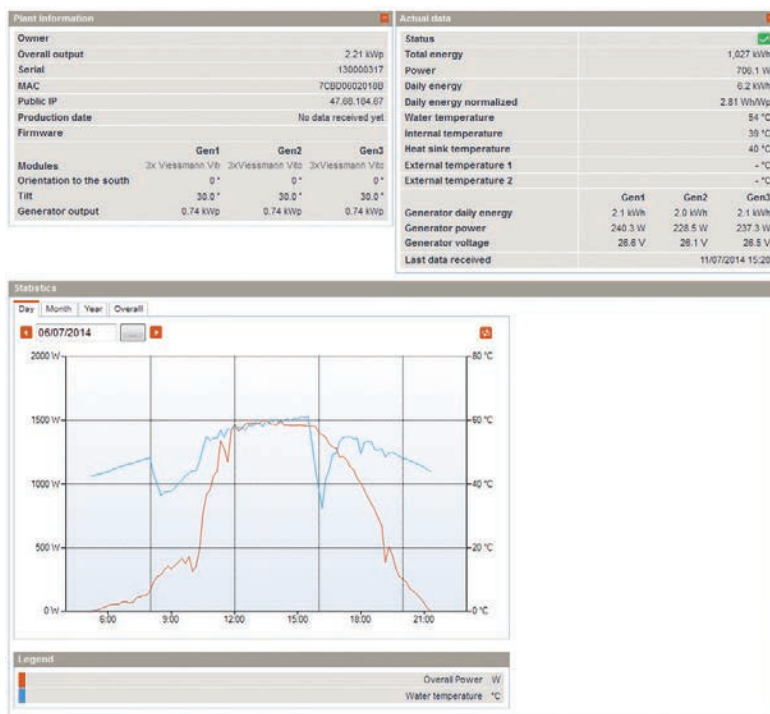 Plant information
Owner
Overall output 2.21 kWp
Serial 130000317
MAC 7CBD0602018B
Public IP 47.68.184.67
Production date No data received yet
Firmware
Gen1 Gen2 Gen3
Modules 3x Viessmann Vit 3xViessmann Vito 3xViessmann Vito
Orientation to the south 0 ° 0 ° 0 °
Tilt 30.0 ° 30.0 ° 30.0 °
Generator output 0.74 kWp 0.74 kWp 0.74 kWp
Actual data
Status
Total energy 1,027 kWh
Power 706.1 W
Daily energy 6.2 kWh
Daily energy normalized 2.81 Wh/Wp
Water temperature 54 °C
Internal temperature 39 °C
Heat sink temperature 40 °C
External temperature 1 - °C
External temperature 2 - °C
Gen1 Gen2 Gen3
Generator daily energy 2.1 kWh 2.0 kWh 2.1 kWh
Generator power 240.3 W 228.5 W 237.3 W
Generator voltage 26.6 V 26.1 V 26.5 V
Last data received 11/07/2014 15:20
Statistics
Day Month Year Overall
06/07/2014 ...
2000 W 80 °C
1500 W 60 °C
1000 W 40 °C
500 W 20 °C
0 W 0 °C
6:00 9:00 12:00 15:00 18:00 21:00
Legend
Overall Power W
Water temperature °C